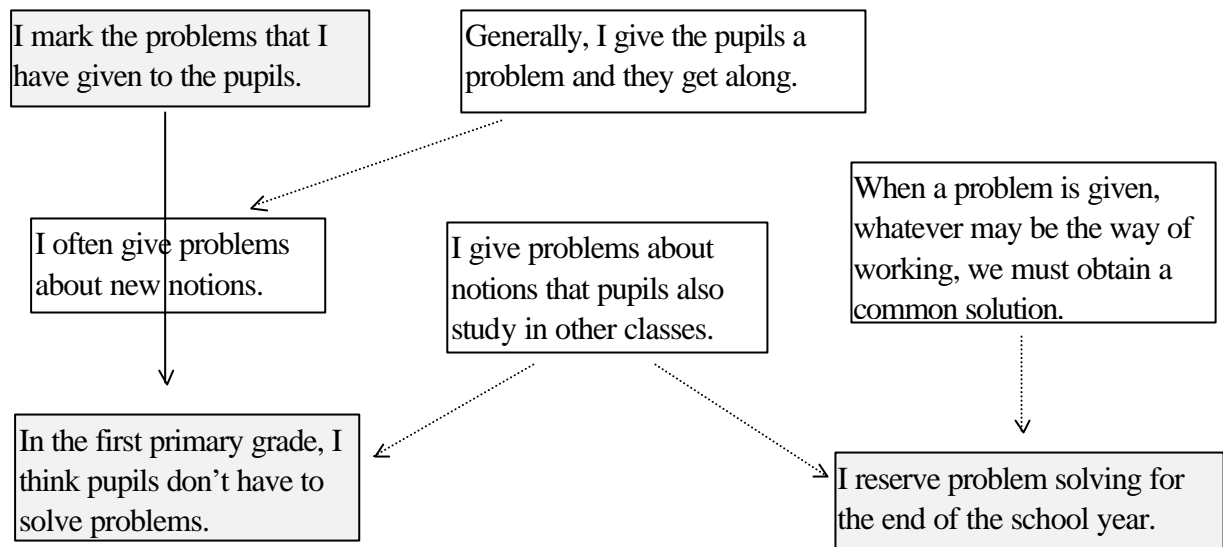 I mark the problems that I
have given to the pupils.
Generally, I give the pupils a
problem and they get along.
When a problem is given,
whatever may be the way of
working, we must obtain a
common solution.
I often give problems
about new notions.
I give problems about
notions that pupils also
study in other classes.
In the first primary grade, I
think pupils don’t have to
solve problems.
I reserve problem solving for
the end of the school year.